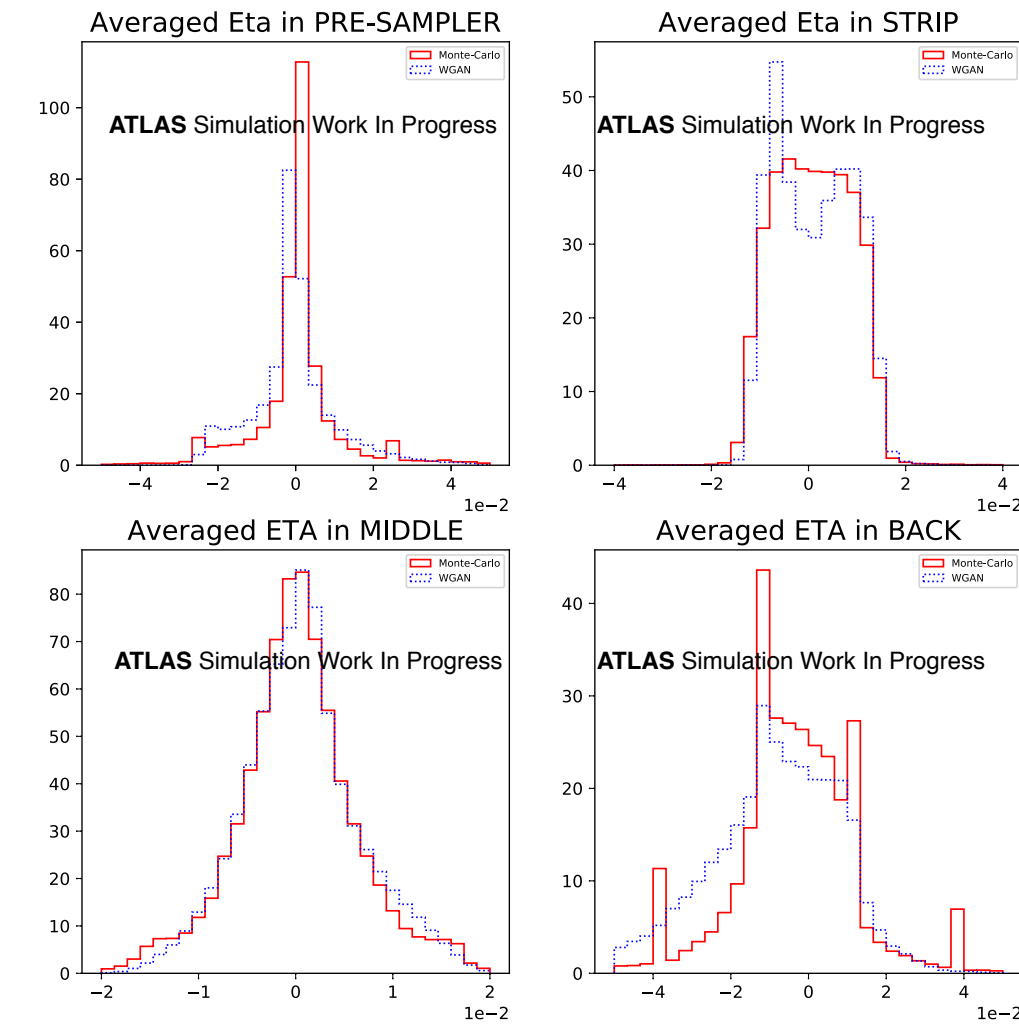 Averaged Eta in PRE-SAMPLER
Monte-Carlo
WGAN
ATLAS Simulation Work In Progress
100
80
60
40
20
0
−4 −2 0 2 4
1e−2
Averaged Eta in STRIP
Monte-Carlo
WGAN
ATLAS Simulation Work In Progress
50
40
30
20
10
0
−4 −2 0 2 4
1e−2
Averaged ETA in MIDDLE
Monte-Carlo
WGAN
ATLAS Simulation Work In Progress
80
70
60
50
40
30
20
10
0
−2 −1 0 1 2
1e−2
Averaged ETA in BACK
Monte-Carlo
WGAN
ATLAS Simulation Work In Progress
40
30
20
10
0
−4 −2 0 2 4
1e−2